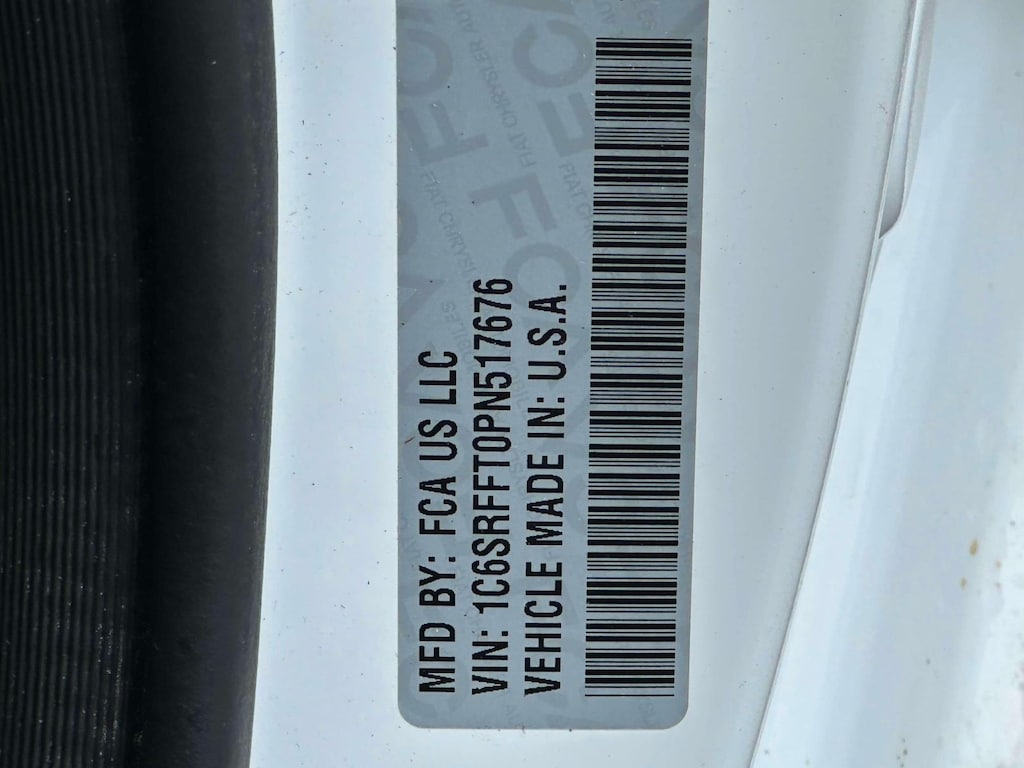 MFD BY: FCA US LLC
VIN: 1C6SRFFT0PN517676
VEHICLE MADE IN: U.S.A.